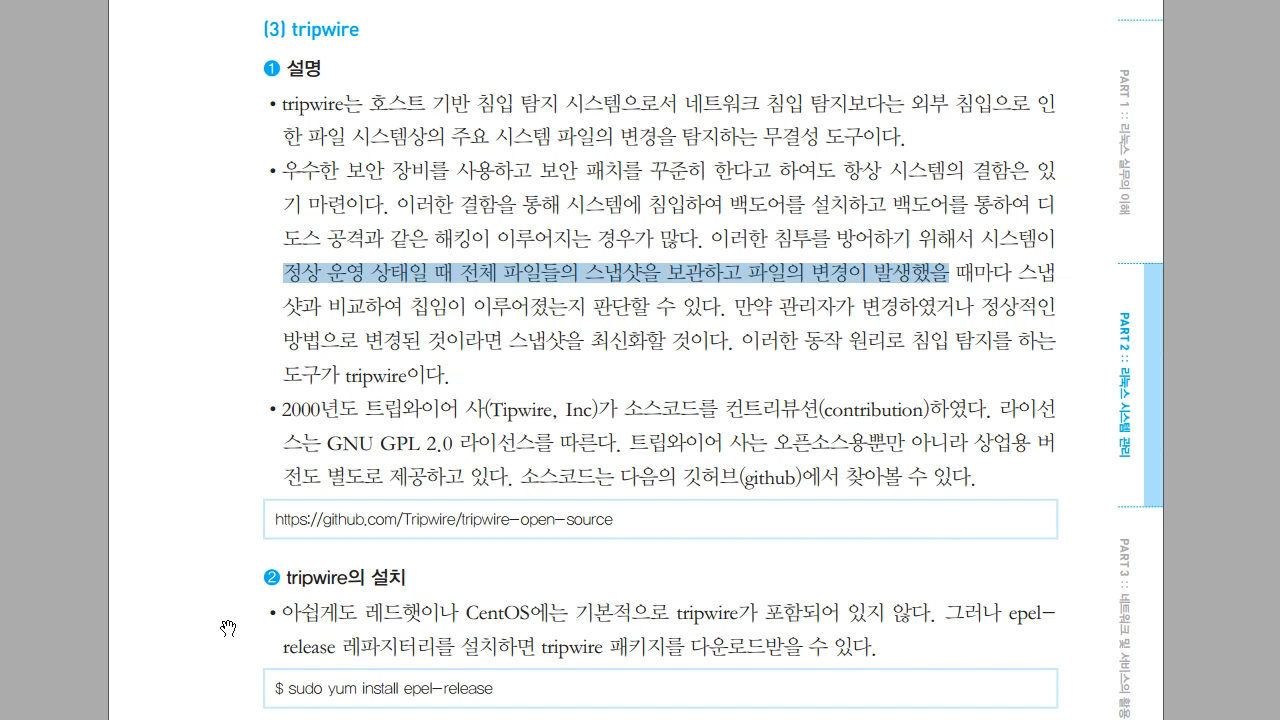 (3) tripwire
❶ 설명
• tripwire는 호스트 기반 침입 탐지 시스템으로서 네트워크 침입 탐지보다는 외부 침입으로 인
한 파일 시스템상의 주요 시스템 파일의 변경을 탐지하는 무결성 도구이다.
• 우수한 보안 장비를 사용하고 보안 패치를 꾸준히 한다고 하여도 항상 시스템의 결함은 있
기 마련이다. 이러한 결함을 통해 시스템에 침입하여 백도어를 설치하고 백도어를 통하여 디
도스 공격과 같은 해킹이 이루어지는 경우가 많다. 이러한 침투를 방어하기 위해서 시스템이
정상 운영 상태일 때 전체 파일들의 스냅샷을 보관하고 파일의 변경이 발생했을 때마다 스냅
샷과 비교하여 칩임이 이루어졌는지 판단할 수 있다. 만약 관리자가 변경하였거나 정상적인
방법으로 변경된 것이라면 스냅샷을 최신화할 것이다. 이러한 동작 원리로 침입 탐지를 하는
도구가 tripwire이다.
• 2000년도 트립와이어 사(Tipwire, Inc)가 소스코드를 컨트리뷰션(contribution)하였다. 라이선
스는 GNU GPL 2.0 라이선스를 따른다. 트립와이어 사는 오픈소스용뿐만 아니라 상업용 버
전도 별도로 제공하고 있다. 소스코드는 다음의 깃허브(github)에서 찾아볼 수 있다.
https://github.com/Tripwire/tripwire-open-source
❷ tripwire의 설치
• 아쉽게도 레드햇이나 CentOS에는 기본적으로 tripwire가 포함되어 있지 않다. 그러나 epel-
release 레파지터리를 설치하면 tripwire 패키지를 다운로드받을 수 있다.
$ sudo yum install epel-release
PART 1 :: 리눅스 실무의 이해
PART 2 :: 리눅스 시스템 관리
PART 3 :: 네트워크 및 서비스의 활용